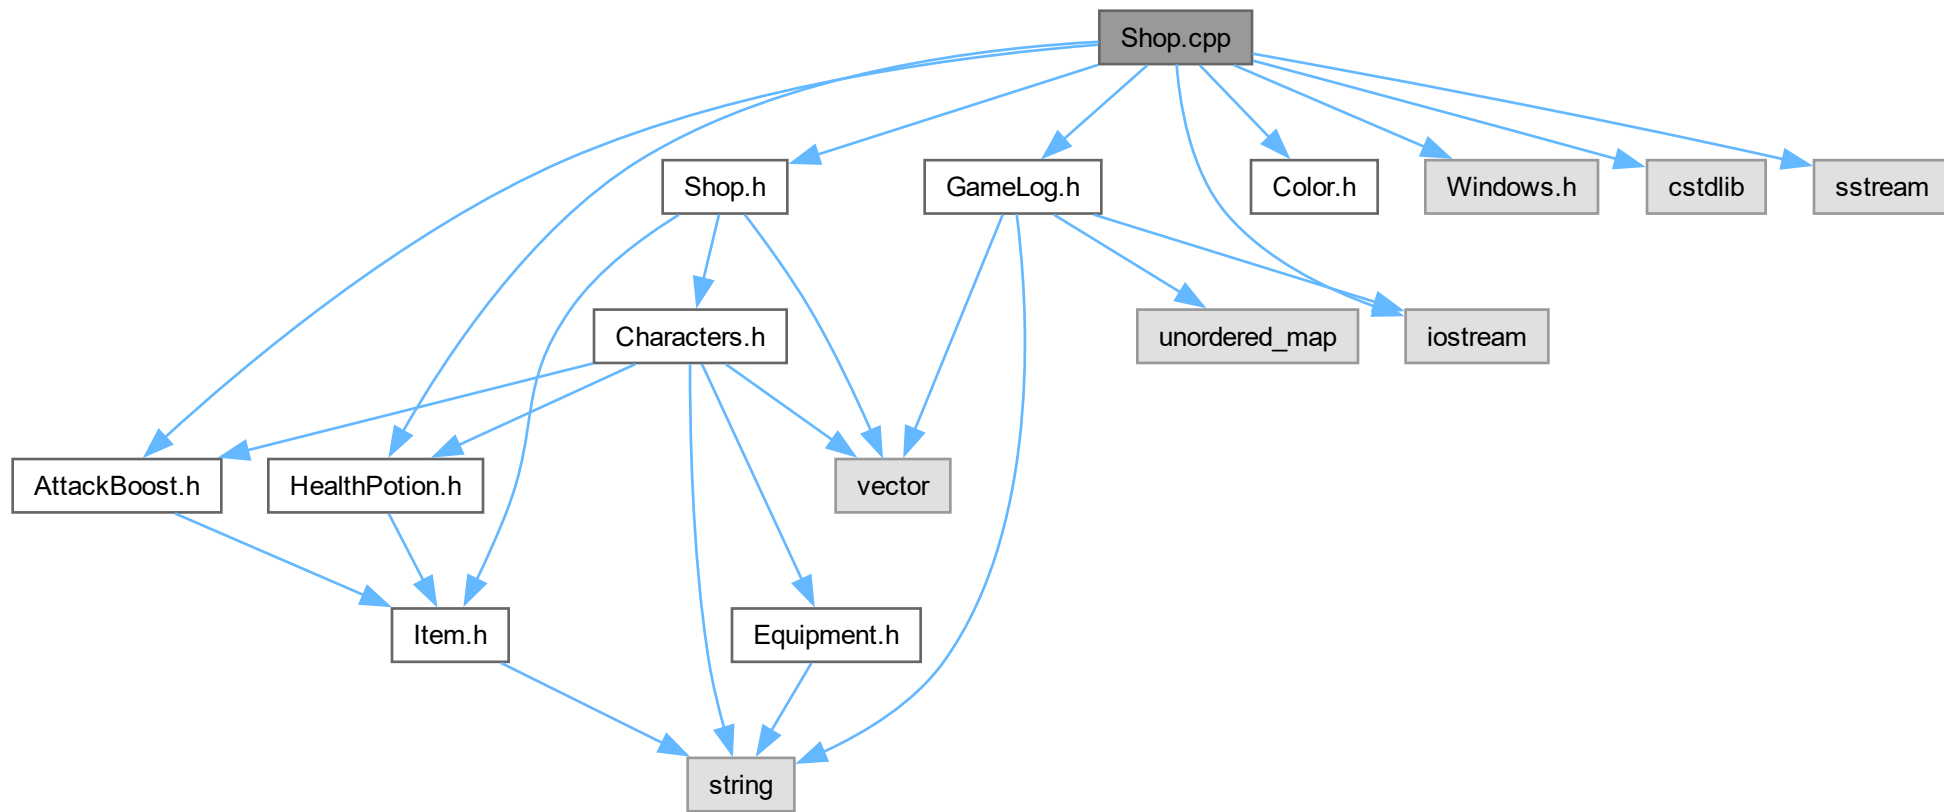 Shop.cpp
Shop.h
GameLog.h
Color.h
Windows.h
cstdlib
sstream
Characters.h
unordered_map
iostream
AttackBoost.h
HealthPotion.h
vector
Item.h
Equipment.h
string